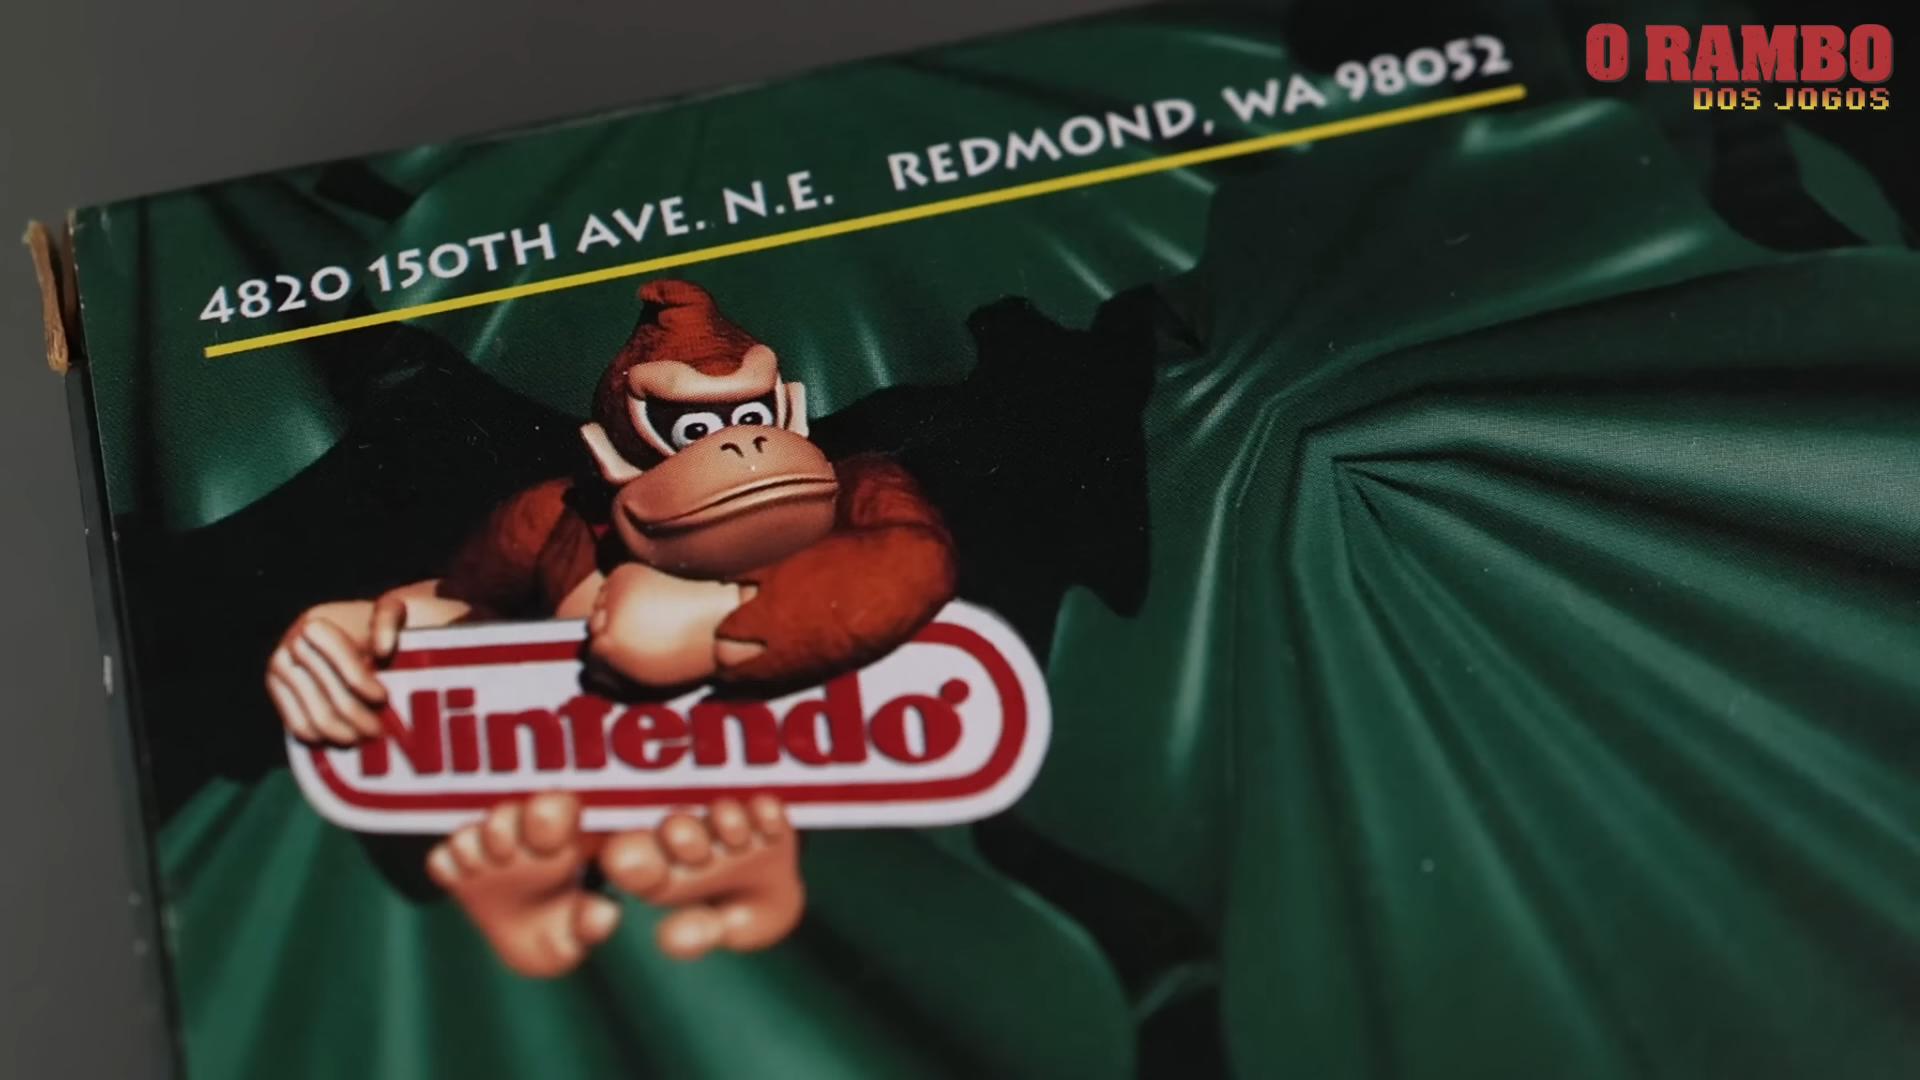 O RAMBO
DOS JOGOS
4820 150TH AVE. N.E. REDMOND, WA 98052
Nintendo